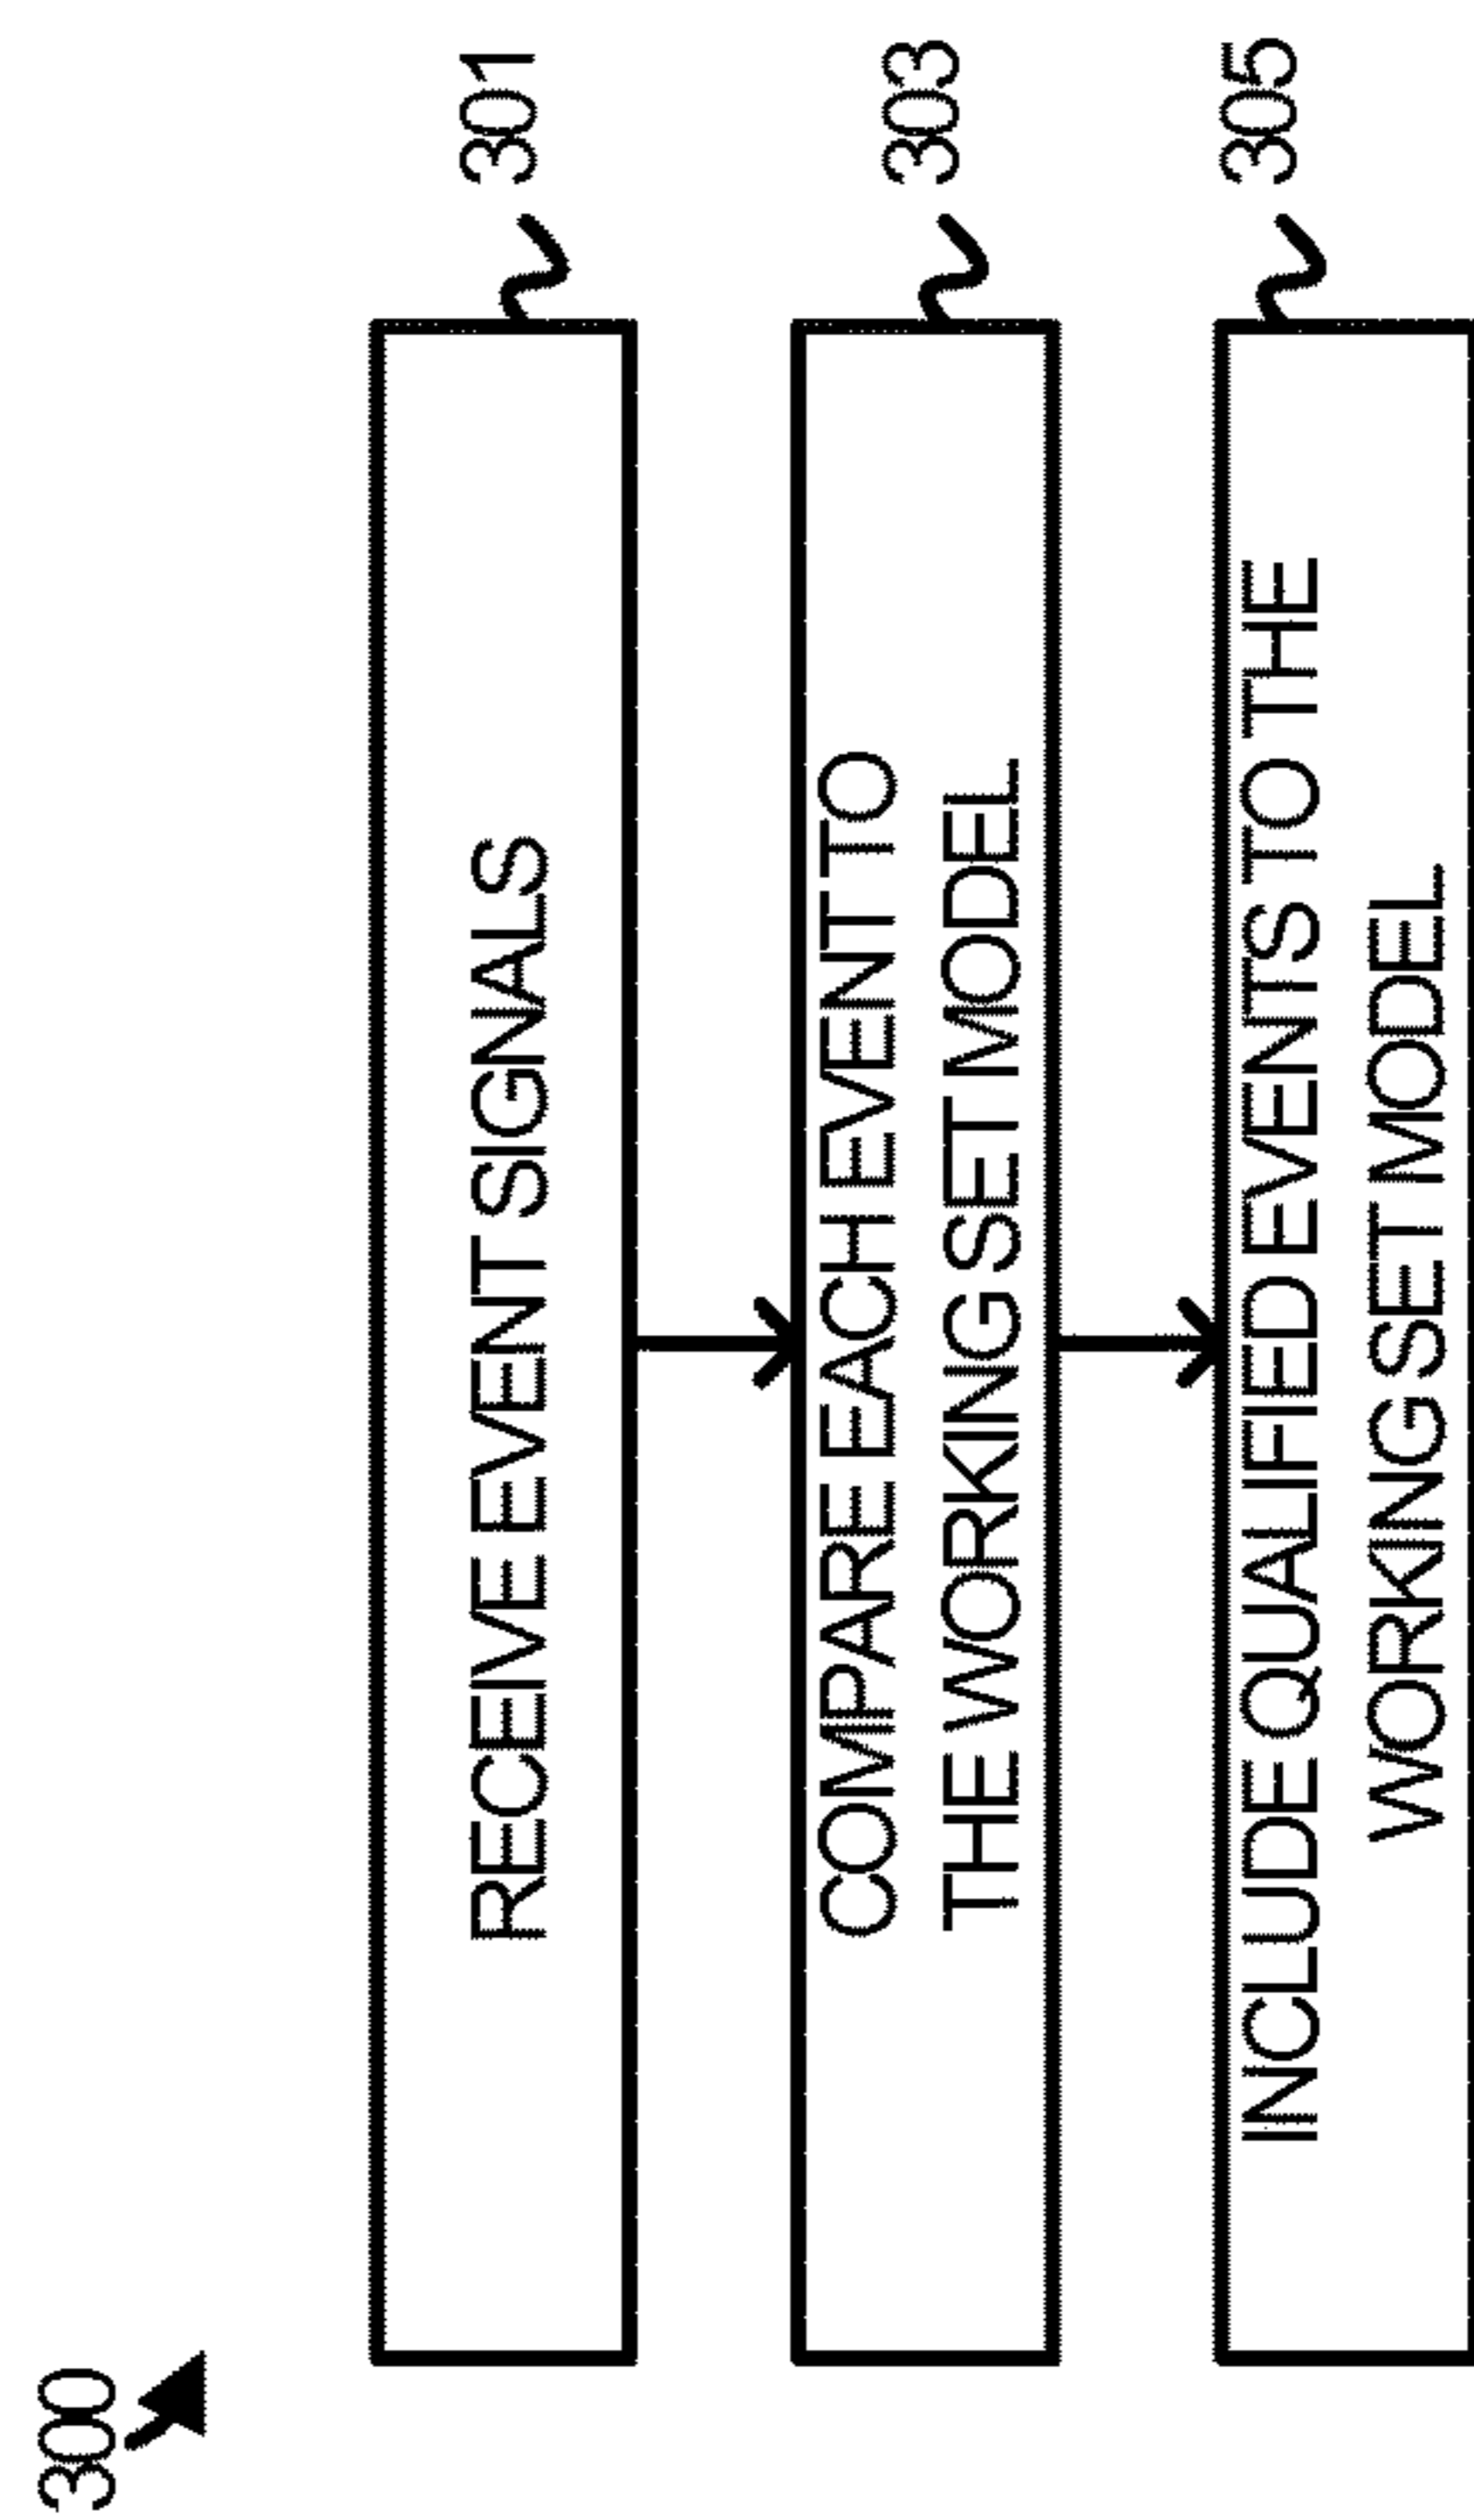 300
RECEIVE EVENT SIGNALS
301
COMPARE EACH EVENT TO
THE WORKING SET MODEL
303
INCLUDE QUALIFIED EVENTS TO THE
WORKING SET MODEL
305